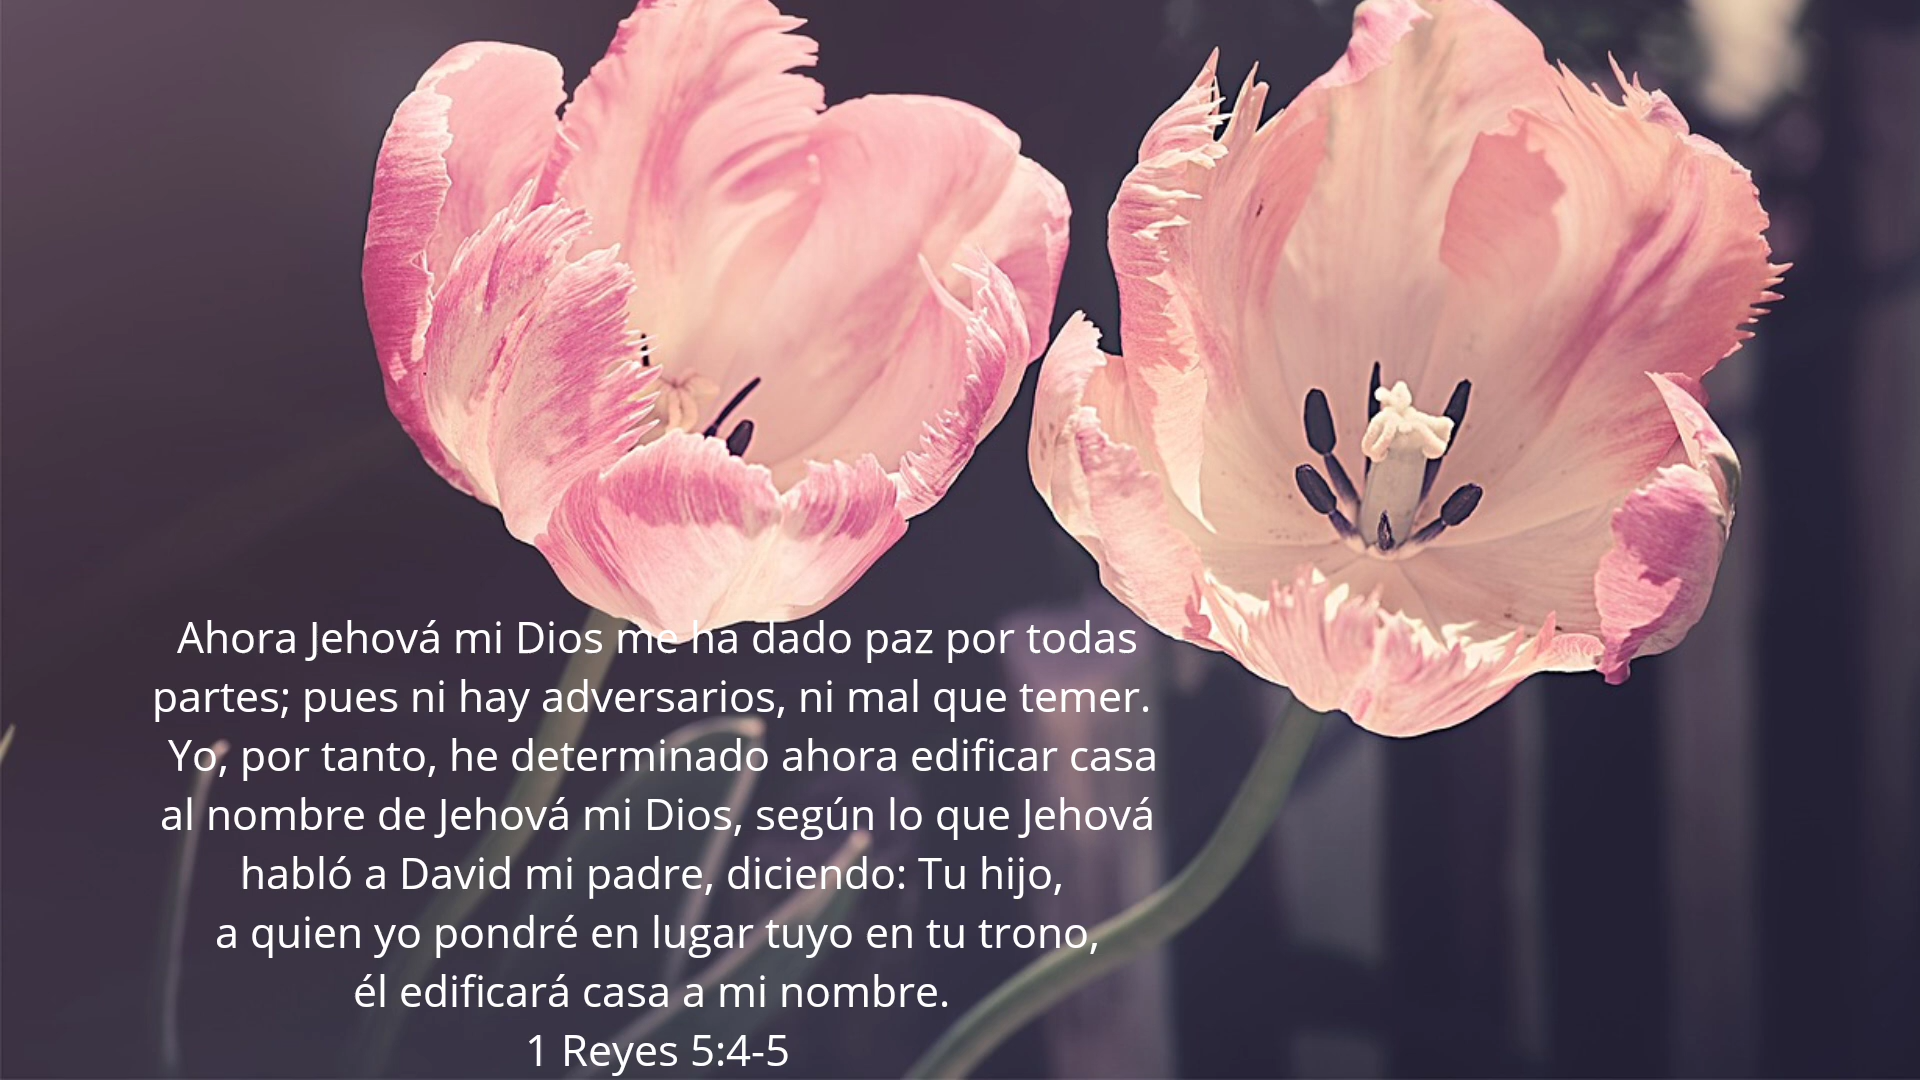 Ahora Jehová mi Dios me ha dado paz por todas
partes; pues ni hay adversarios, ni mal que temer.
Yo, por tanto, he determinado ahora edificar casa
al nombre de Jehová mi Dios, según lo que Jehová
habló a David mi padre, diciendo: Tu hijo,
a quien yo pondré en lugar tuyo en tu trono,
él edificará casa a mi nombre.
1 Reyes 5:4-5